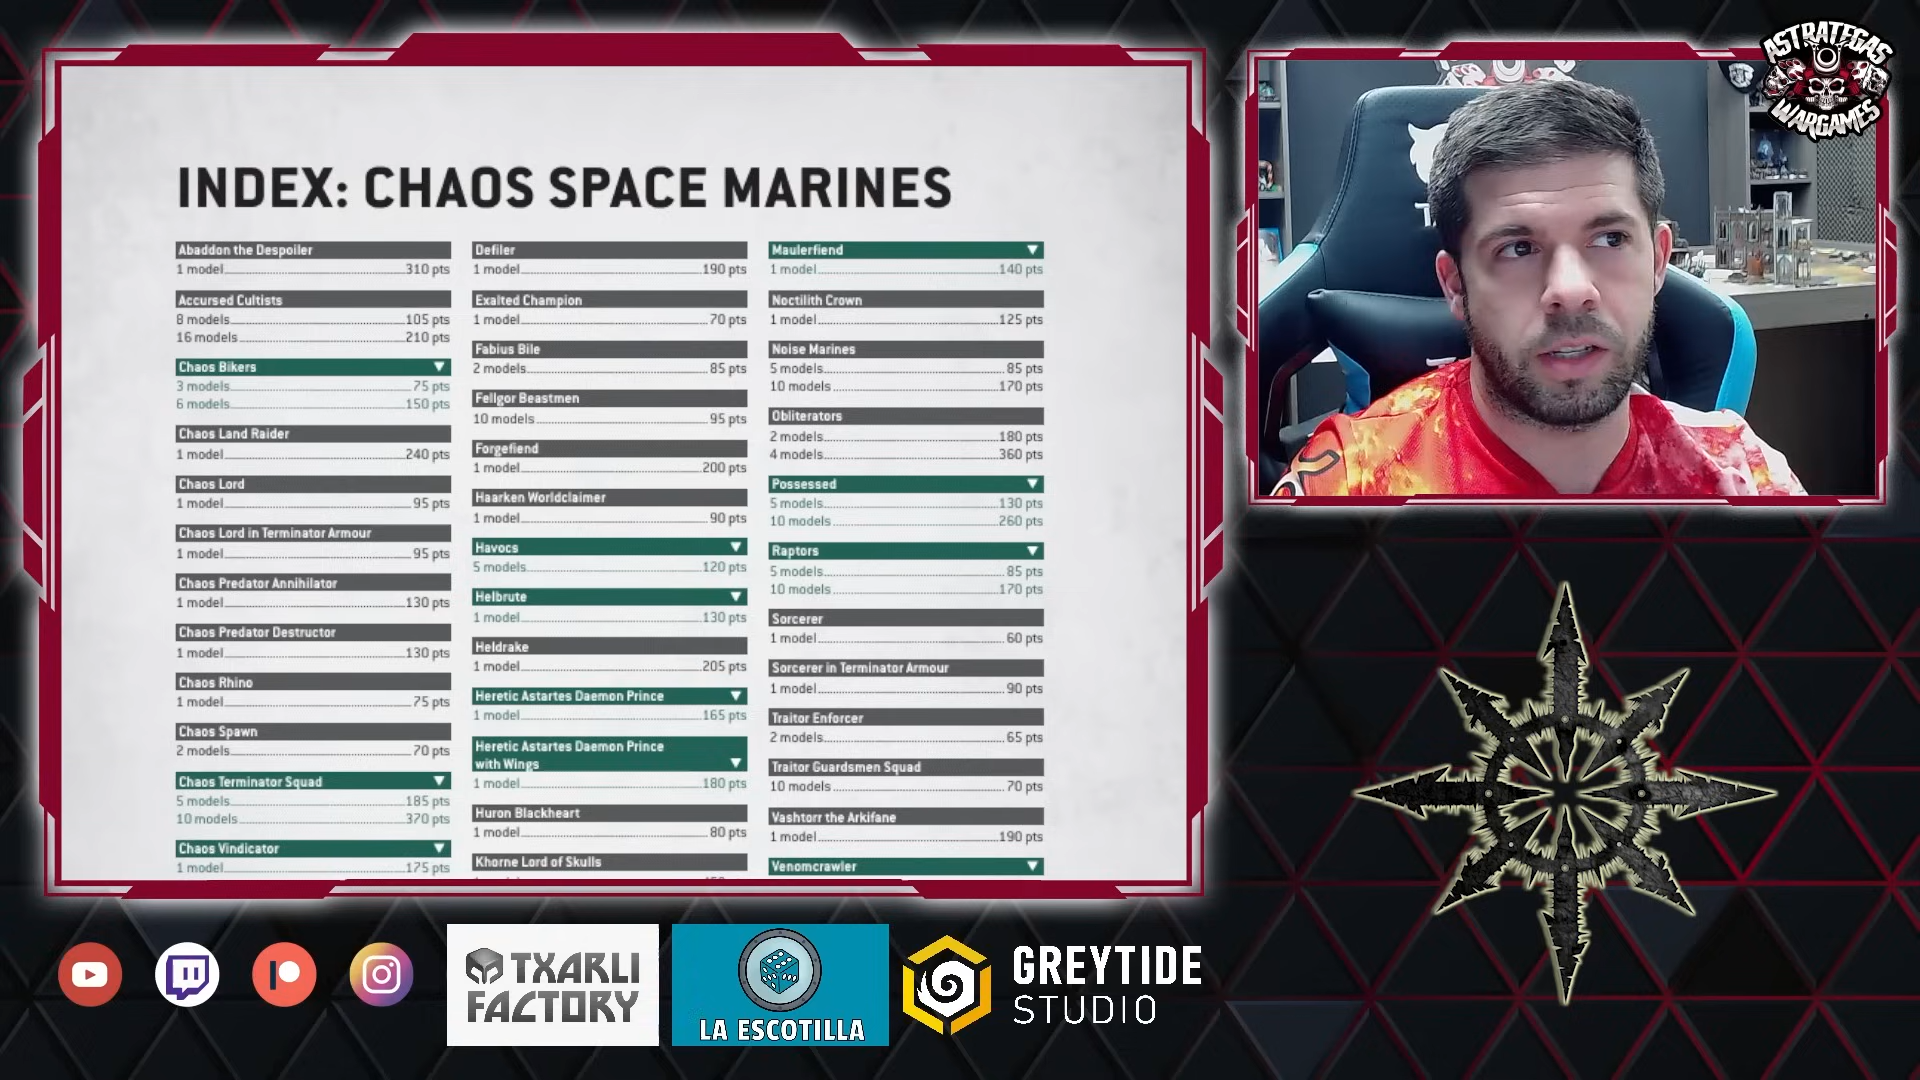 INDEX: CHAOS SPACE MARINES
Abaddon the Despoiler
1 model 310 pts
Accursed Cultists
8 models 105 pts
16 models 210 pts
Chaos Bikers ▼
3 models 75 pts
6 models 150 pts
Chaos Land Raider
1 model 240 pts
Chaos Lord
1 model 95 pts
Chaos Lord in Terminator Armour
1 model 95 pts
Chaos Predator Annihilator
1 model 130 pts
Chaos Predator Destructor
1 model 130 pts
Chaos Rhino
1 model 75 pts
Chaos Spawn
2 models 70 pts
Chaos Terminator Squad ▼
5 models 185 pts
10 models 370 pts
Chaos Vindicator ▼
1 model 175 pts
Defiler
1 model 190 pts
Exalted Champion
1 model 70 pts
Fabius Bile
2 models 85 pts
Fellgor Beastmen
10 models 95 pts
Forgefiend
1 model 200 pts
Haarken Worldclaimer
1 model 90 pts
Havocs ▼
5 models 120 pts
Helbrute ▼
1 model 130 pts
Heldrake
1 model 205 pts
Heretic Astartes Daemon Prince ▼
1 model 165 pts
Heretic Astartes Daemon Prince
with Wings ▼
1 model 180 pts
Huron Blackheart
1 model 80 pts
Khorne Lord of Skulls
Maulerfiend ▼
1 model 140 pts
Noctilith Crown
1 model 125 pts
Noise Marines
5 models 85 pts
10 models 170 pts
Obliterators
2 models 180 pts
4 models 360 pts
Possessed ▼
5 models 130 pts
10 models 260 pts
Raptors ▼
5 models 85 pts
10 models 170 pts
Sorcerer
1 model 60 pts
Sorcerer in Terminator Armour
1 model 90 pts
Traitor Enforcer
2 models 65 pts
Traitor Guardsmen Squad
10 models 70 pts
Vashtorr the Arkifane
1 model 190 pts
Venomcrawler ▼
ASTRATEGAS
WARGAMES
TXARLI
FACTORY
LA ESCOTILLA
GREYTIDE
STUDIO